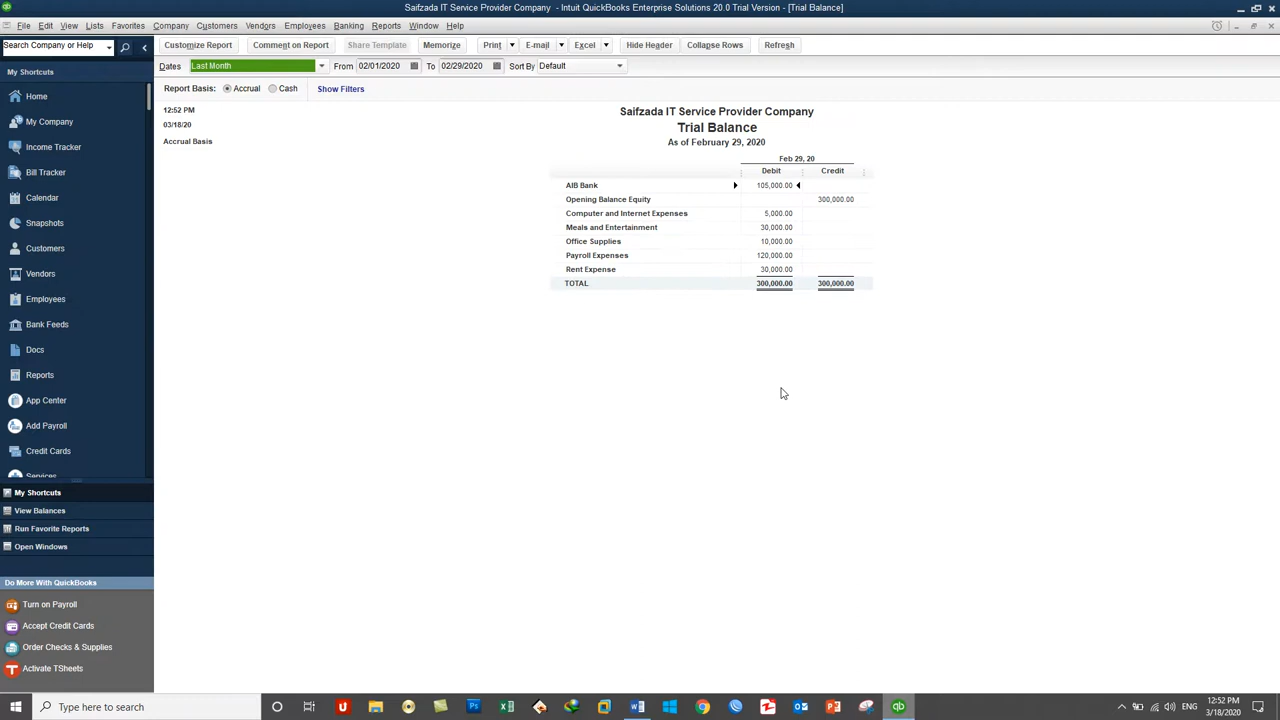 Saifzada IT Service Provider Company - Intuit QuickBooks Enterprise Solutions 20.0 Trial Version - [Trial Balance]
File Edit View Lists Favorites Company Customers Vendors Employees Banking Reports Window Help
Search Company or Help
Customize Report Comment on Report Share Template Memorize Print E-mail Excel Hide Header Collapse Rows Refresh
My Shortcuts
Dates Last Month From 02/01/2020 To 02/29/2020 Sort By Default
Report Basis: Accrual Cash Show Filters
Home
My Company
Income Tracker
Bill Tracker
Calendar
Snapshots
Customers
Vendors
Employees
Bank Feeds
Docs
Reports
App Center
Add Payroll
Credit Cards
Services
My Shortcuts
View Balances
Run Favorite Reports
Open Windows
Do More With QuickBooks
Turn on Payroll
Accept Credit Cards
Order Checks & Supplies
Activate TSheets
12:52 PM
03/18/20
Accrual Basis
Saifzada IT Service Provider Company
Trial Balance
As of February 29, 2020
Feb 29, 20
Debit Credit
AIB Bank 105,000.00
Opening Balance Equity 300,000.00
Computer and Internet Expenses 5,000.00
Meals and Entertainment 30,000.00
Office Supplies 10,000.00
Payroll Expenses 120,000.00
Rent Expense 30,000.00
TOTAL 300,000.00 300,000.00
Type here to search
ENG
12:52 PM
3/18/2020